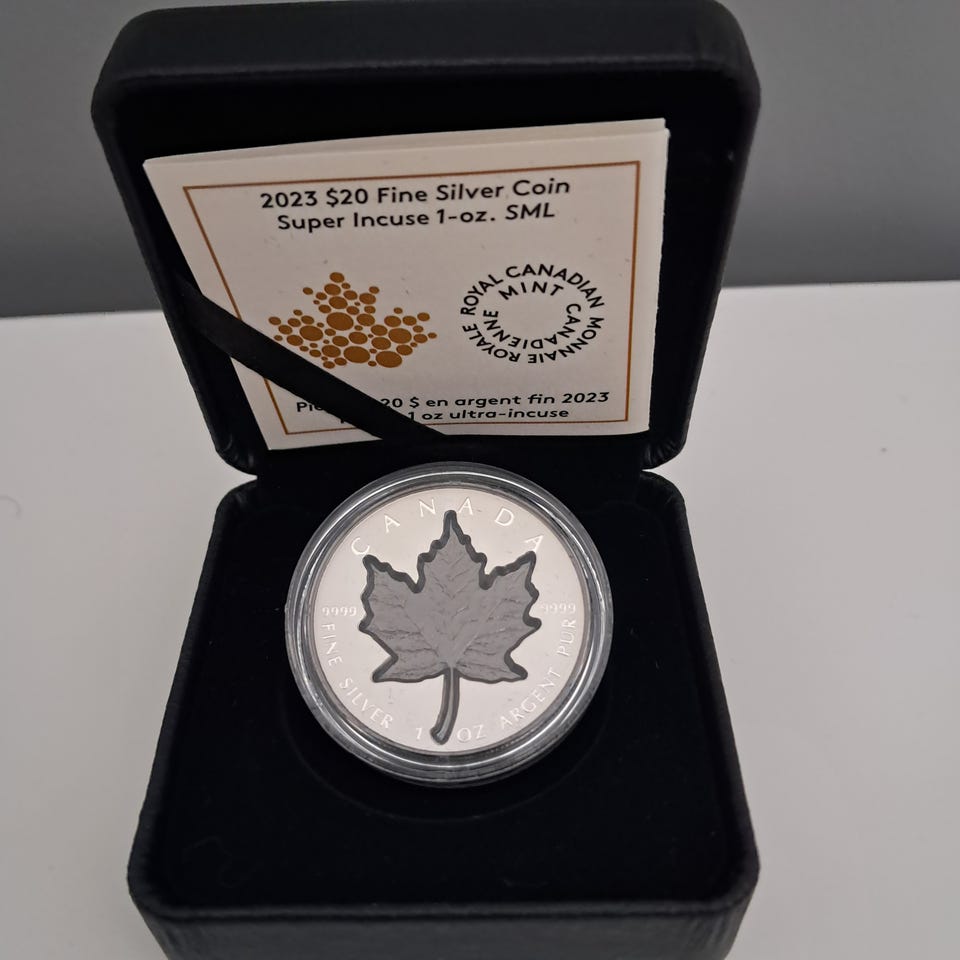 2023 $20 Fine Silver Coin
Super Incuse 1-oz. SML
ROYAL CANADIAN MINT
MONNAIE ROYALE CANADIENNE
20 $ en argent fin 2023
1 oz ultra-incuse
CANADA
9999 9999
FINE SILVER 1 OZ ARGENT PUR